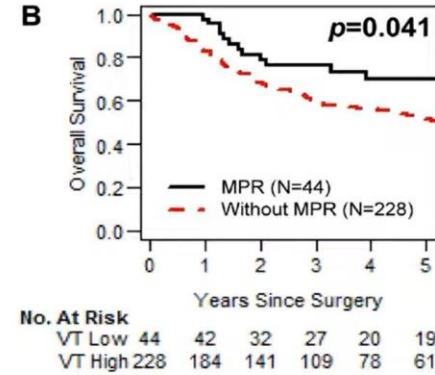 B
p=0.041
Overall Survival
1.0
0.8
0.6
0.4
0.2
0.0
MPR (N=44)
Without MPR (N=228)
0 1 2 3 4 5
Years Since Surgery
No. At Risk
VT Low 44 42 32 27 20 19
VT High 228 184 141 109 78 61